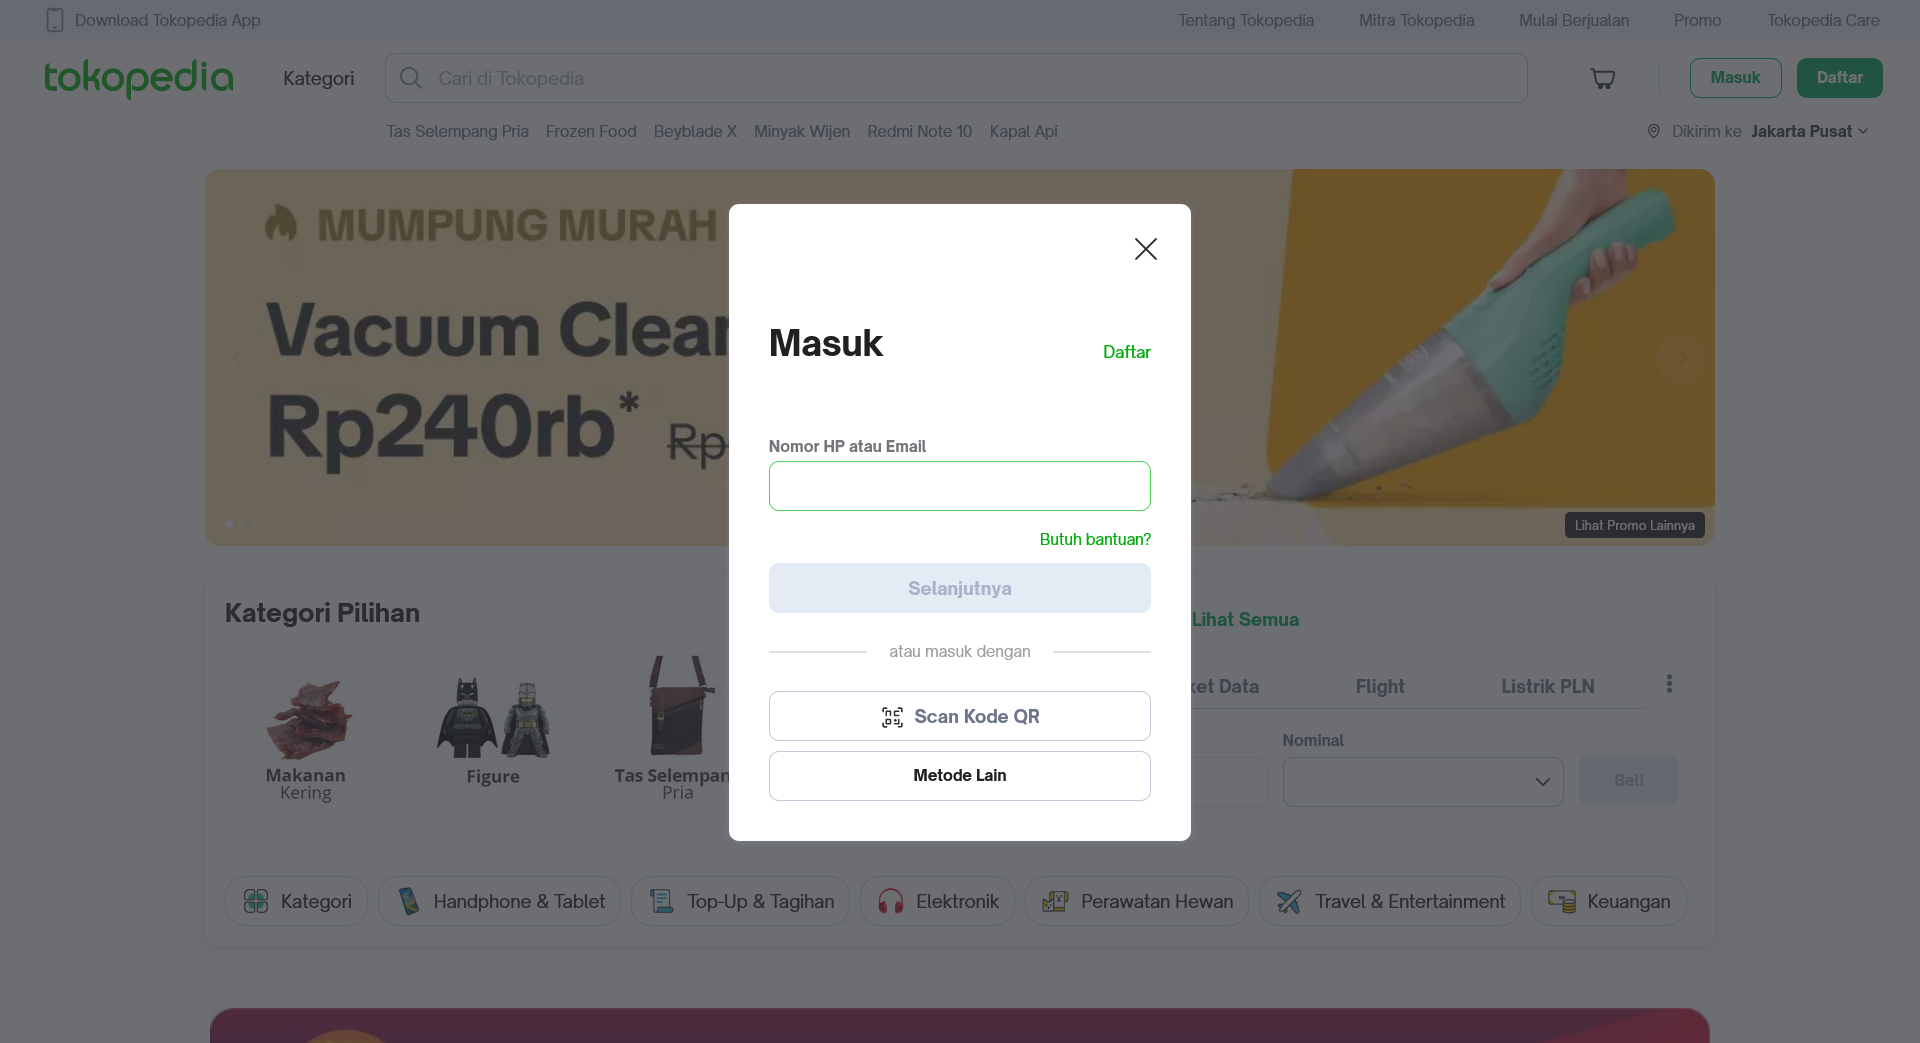 Download Tokopedia App
Tentang Tokopedia
Mitra Tokopedia
Mulai Berjualan
Promo
Tokopedia Care
tokopedia
Kategori
Cari di Tokopedia
Masuk
Daftar
Tas Selempang Pria
Frozen Food
Beyblade X
Minyak Wijen
Redmi Note 10
Kapal Api
Dikirim ke Jakarta Pusat
MUMPUNG MURAH
Vacuum Clear
Rp240rb*
Rp
Lihat Promo Lainnya
Masuk
Daftar
Nomor HP atau Email
Butuh bantuan?
Selanjutnya
atau masuk dengan
Scan Kode QR
Metode Lain
Kategori Pilihan
Lihat Semua
Makanan
Kering
Figure
Tas Selempan
Pria
ket Data
Flight
Listrik PLN
Nominal
Beli
Kategori
Handphone & Tablet
Top-Up & Tagihan
Elektronik
Perawatan Hewan
Travel & Entertainment
Keuangan